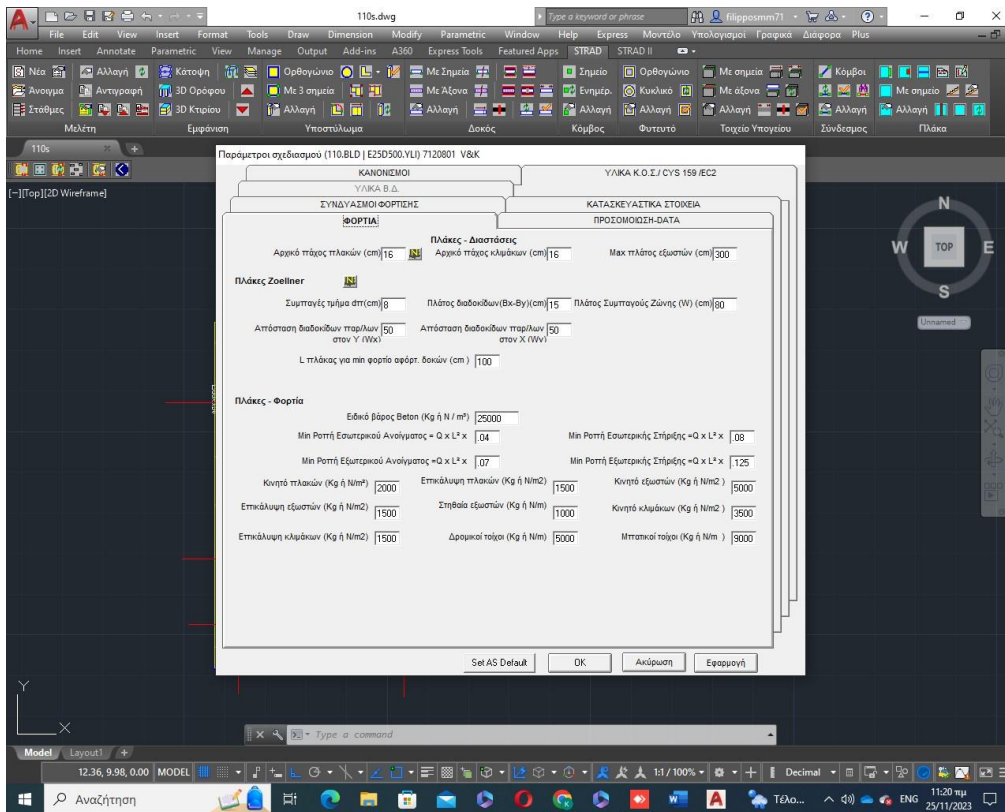 110s.dwg
Type a keyword or phrase
filipposmm71
File Edit View Insert Format Tools Draw Dimension Modify Parametric Window Help Express Μοντέλο Υπολογισμοί Γραφικά Διάφορα Plus
Home Insert Annotate Parametric View Manage Output Add-ins A360 Express Tools Featured Apps STRAD STRAD II
Νέα Αλλαγή Κάτοψη Ορθογώνιο Με Σημεία Σημείο Ορθογώνιο Με σημεία Κόμβοι
Άνοιγμα Αντιγραφή 3D Ορόφου Με 3 σημεία Με Άξονα Ενημέρ. Κυκλικό Με άξονα Με σημείο
Στάθμες 3D Κτιρίου Αλλαγή Αλλαγή Αλλαγή Αλλαγή Αλλαγή Αλλαγή Αλλαγή
Μελέτη Εμφάνιση Υποστύλωμα Δοκός Κόμβος Φυτευτό Τοιχείο Υπογείου Σύνδεσμος Πλάκα
110s
[−][Top][2D Wireframe]
Παράμετροι σχεδιασμού (110.BLD | E25D500.YLI) 7120801 V&K
ΚΑΝΟΝΙΣΜΟΙ ΥΛΙΚΑ Κ.Ο.Σ./ CYS 159 /EC2
ΥΛΙΚΑ Β.Δ.
ΣΥΝΔΥΑΣΜΟΙ ΦΟΡΤΙΣΗΣ ΚΑΤΑΣΚΕΥΑΣΤΙΚΑ ΣΤΟΙΧΕΙΑ
ΦΟΡΤΙΑ ΠΡΟΣΟΜΟΙΩΣΗ-DATA
Πλάκες - Διαστάσεις
Αρχικό πάχος πλακών (cm) 16 Αρχικό πάχος κλιμάκων (cm) 16 Max πλάτος εξωστών (cm) 300
Πλάκες Zoellner
Συμπαγές τμήμα dπ(cm) 8 Πλάτος διαδοκίδων(Bx-By)(cm) 15 Πλάτος Συμπαγούς Ζώνης (W) (cm) 80
Απόσταση διαδοκίδων παρ/λων στον Y (Wx) 50 Απόσταση διαδοκίδων παρ/λων στον X (Wy) 50
L πλάκας για min φορτίο αφόρτ. δοκών (cm ) 100
Πλάκες - Φορτία
Ειδικό βάρος Beton (Kg ή N / m³) 25000
Min Ροπή Εσωτερικού Ανοίγματος = Q x L² x .04 Min Ροπή Εσωτερικής Στήριξης =Q x L² x .08
Min Ροπή Εξωτερικού Ανοίγματος =Q x L² x .07 Min Ροπή Εξωτερικής Στήριξης =Q x L² x .125
Κινητό πλακών (Kg ή N/m²) 2000 Επικάλυψη πλακών (Kg ή N/m2) 1500 Κινητό εξωστών (Kg ή N/m2 ) 5000
Επικάλυψη εξωστών (Kg ή N/m2) 1500 Στηθαία εξωστών (Kg ή N/m) 1000 Κινητό κλιμάκων (Kg ή N/m2 ) 3500
Επικάλυψη κλιμάκων (Kg ή N/m2) 1500 Δρομικοί τοίχοι (Kg ή N/m) 5000 Μπατικοί τοίχοι (Kg ή N/m ) 9000
Set AS Default OK Ακύρωση Εφαρμογή
N
W TOP E
S
Unnamed
Y
X
Type a command
Model Layout1 +
12.36, 9.98, 0.00 MODEL 1:1 / 100% Decimal
Αναζήτηση Τέλο... ENG 11:20 πμ
25/11/2023